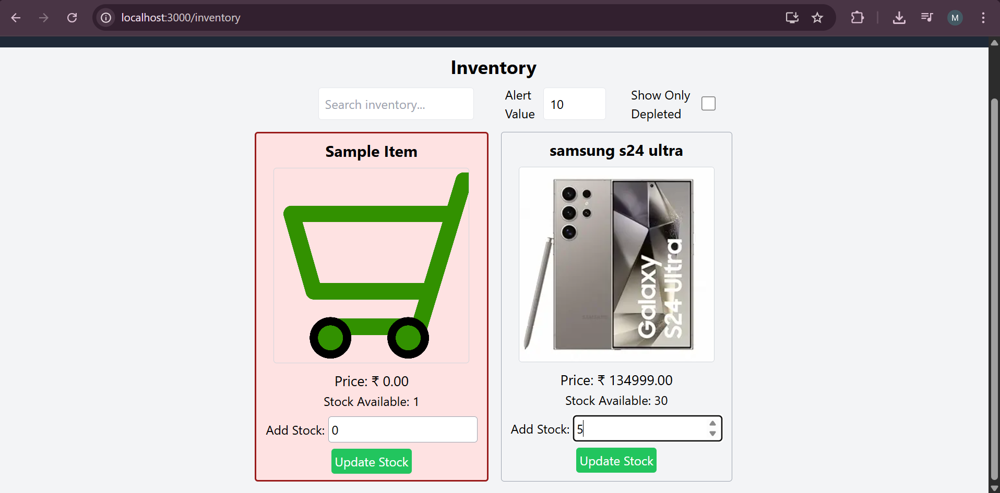 localhost:3000/inventory
M
Inventory
Search inventory...
Alert
Value
10
Show Only
Depleted
Sample Item
Price: ₹ 0.00
Stock Available: 1
Add Stock: 0
Update Stock
samsung s24 ultra
Galaxy
S24 Ultra
SAMSUNG
Price: ₹ 134999.00
Stock Available: 30
Add Stock: 5
Update Stock